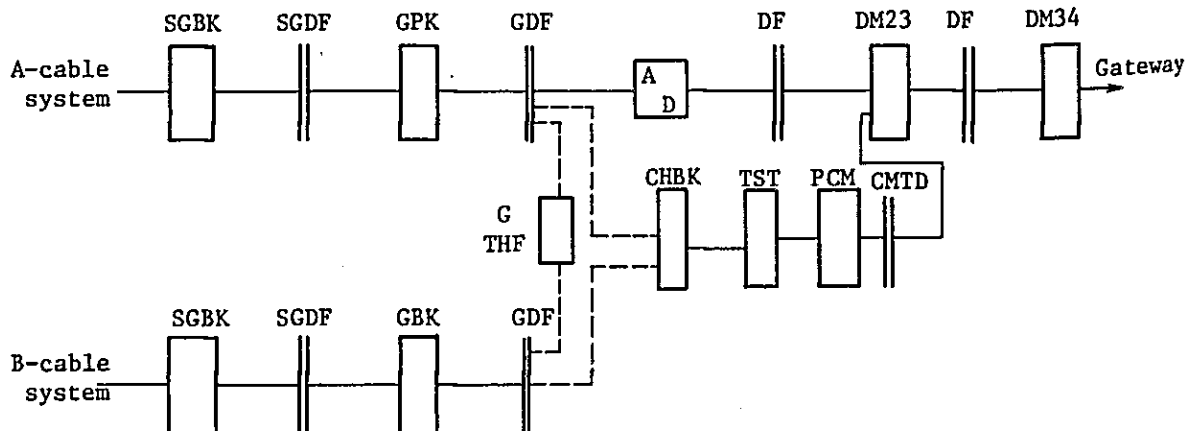 SGBK SGDF GPK GDF DF DM23 DF DM34
A-cable
system
A
D
Gateway
CHBK TST PCM CMTD
G
THF
SGBK SGDF GBK GDF
B-cable
system